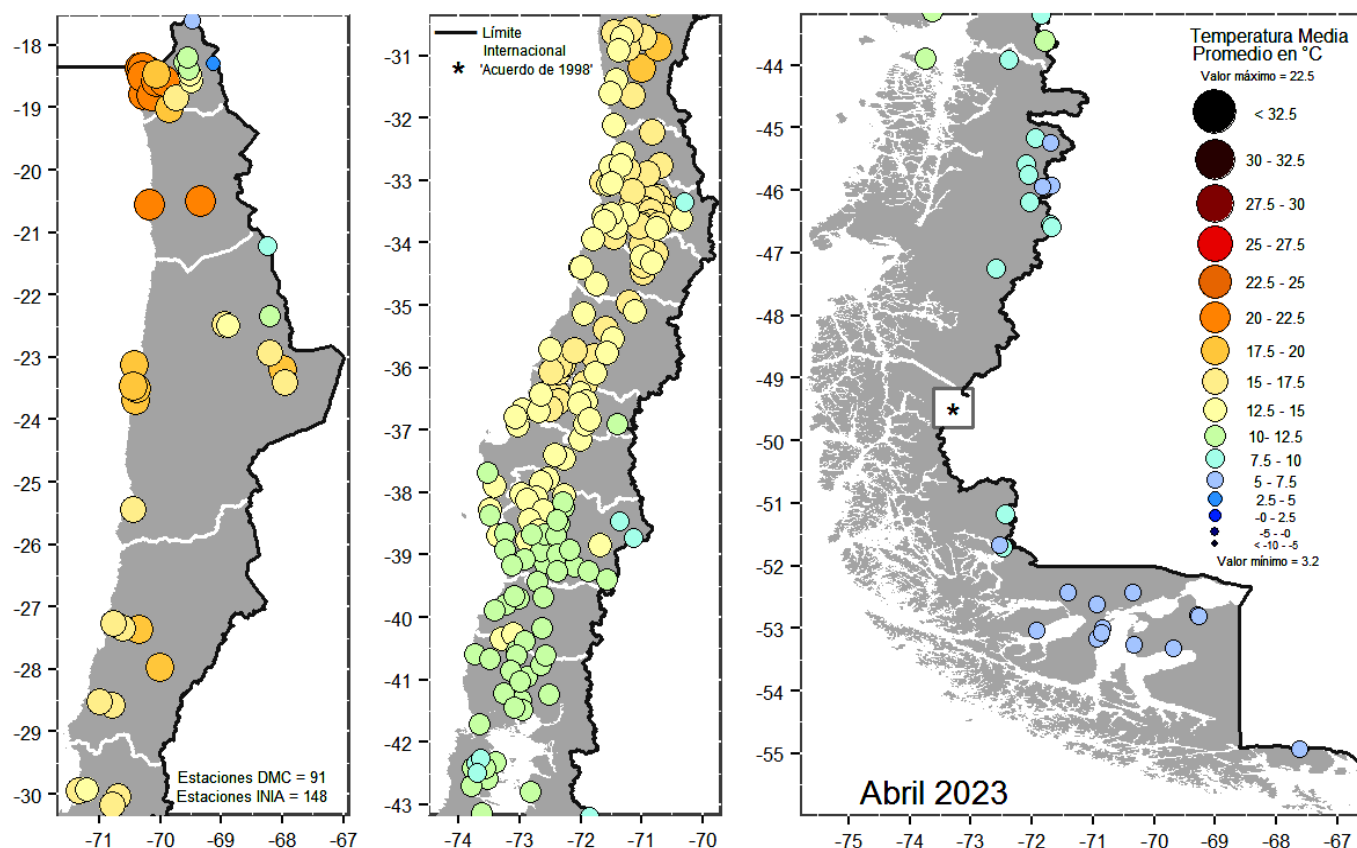 -18
-19
-20
-21
-22
-23
-24
-25
-26
-27
-28
-29
-30
-71
-70
-69
-68
-67
Estaciones DMC = 91
Estaciones INIA = 148
-31
-32
-33
-34
-35
-36
-37
-38
-39
-40
-41
-42
-43
-74
-73
-72
-71
-70
Límite
Internacional
* 'Acuerdo de 1998'
-44
-45
-46
-47
-48
-49
-50
-51
-52
-53
-54
-55
-75
-74
-73
-72
-71
-70
-69
-68
-67
*
Abril 2023
Temperatura Media
Promedio en °C
Valor máximo = 22.5
< 32.5
30 - 32.5
27.5 - 30
25 - 27.5
22.5 - 25
20 - 22.5
17.5 - 20
15 - 17.5
12.5 - 15
10- 12.5
7.5 - 10
5 - 7.5
2.5 - 5
-0 - 2.5
-5 - -0
< -10 - -5
Valor mínimo = 3.2